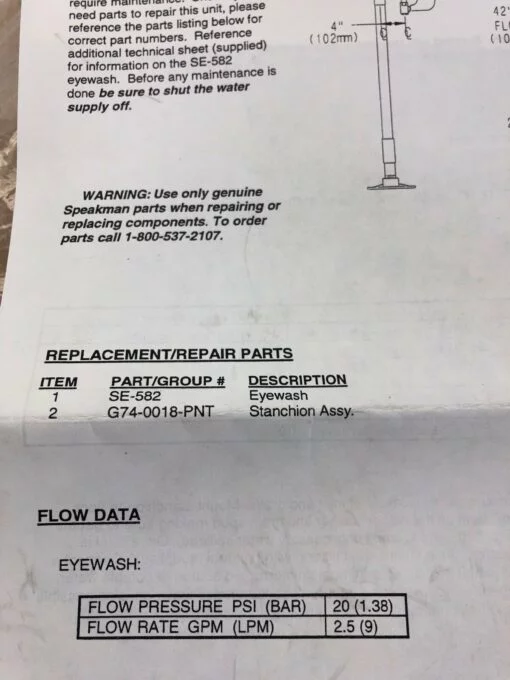 require maintenance.
need parts to repair this unit, please
reference the parts listing below for
correct part numbers. Reference
additional technical sheet (supplied)
for information on the SE-582
eyewash. Before any maintenance is
done be sure to shut the water
supply off.
4"
(102mm)
42"
FL
(10
WARNING: Use only genuine
Speakman parts when repairing or
replacing components. To order
parts call 1-800-537-2107.
REPLACEMENT/REPAIR PARTS
ITEM PART/GROUP # DESCRIPTION
1 SE-582 Eyewash
2 G74-0018-PNT Stanchion Assy.
FLOW DATA
EYEWASH:
FLOW PRESSURE PSI (BAR) 20 (1.38)
FLOW RATE GPM (LPM) 2.5 (9)